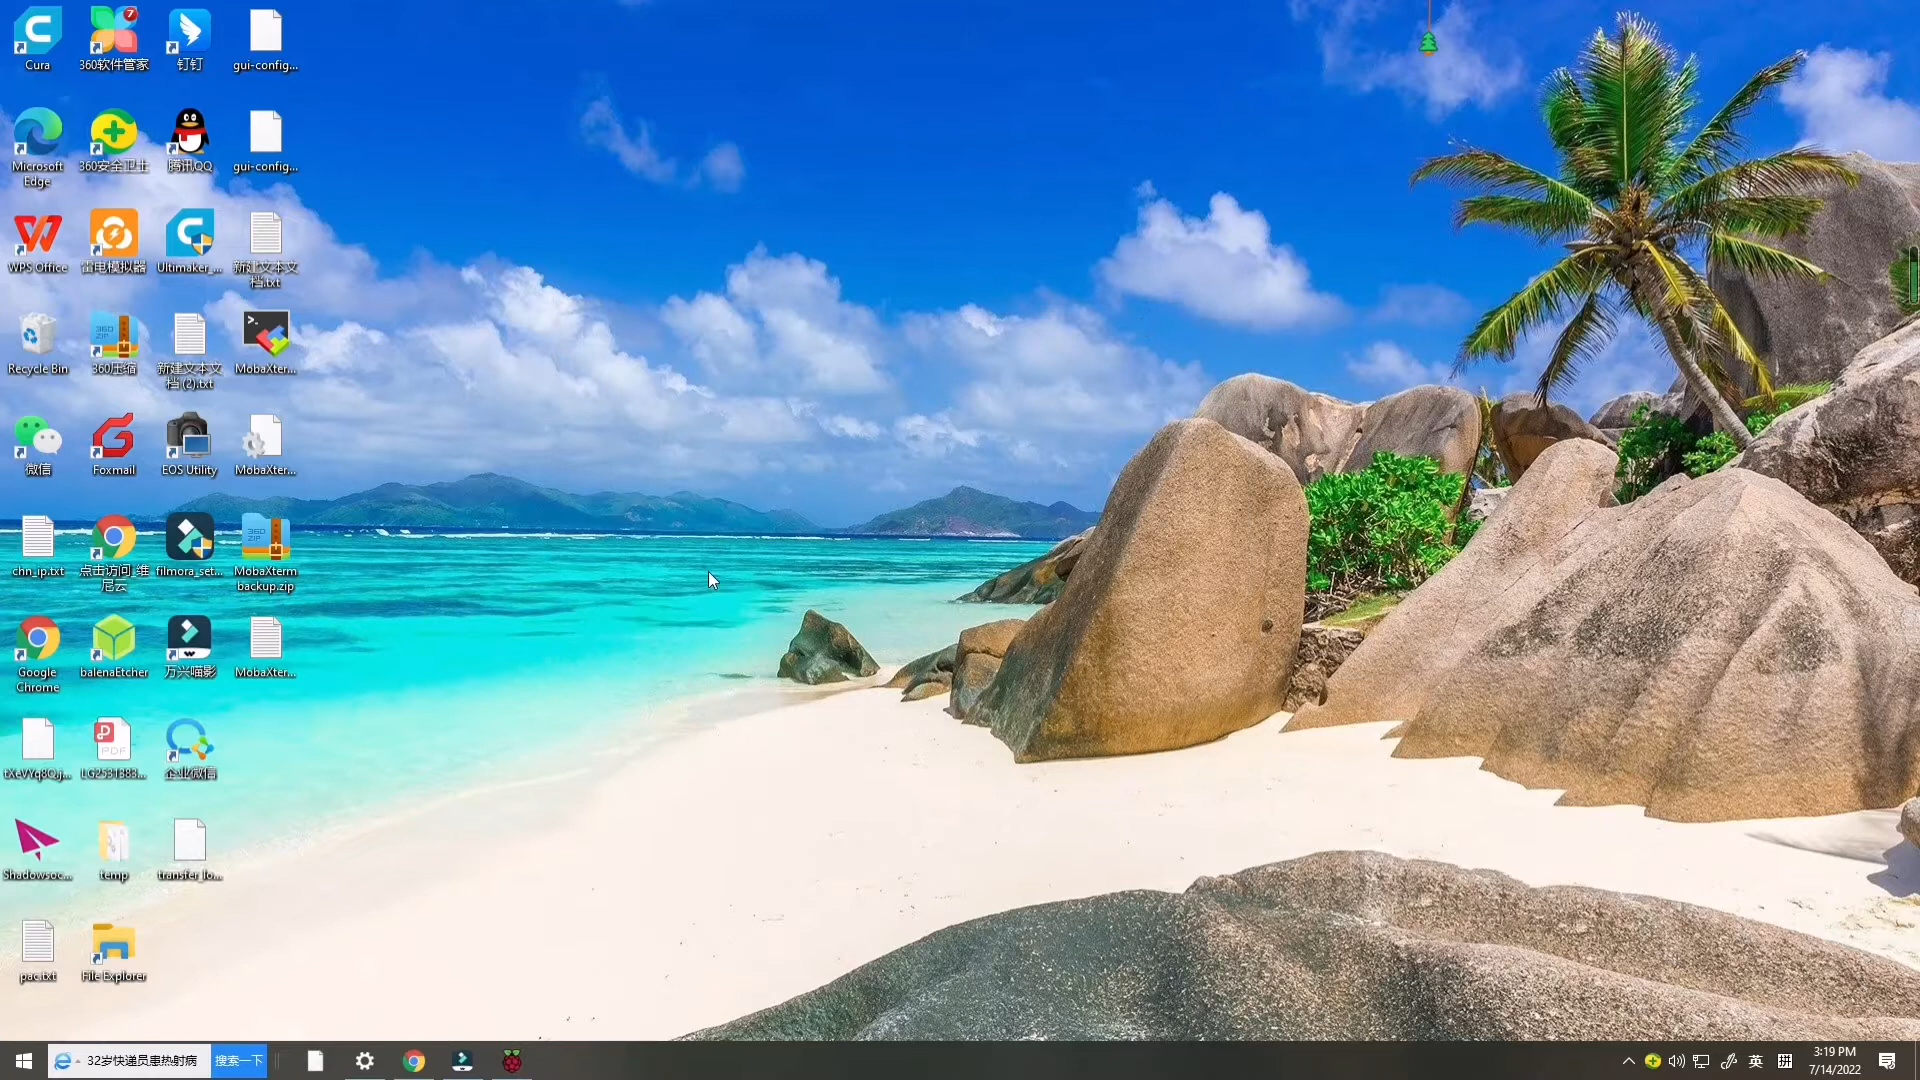 Cura
360软件管家
7
钉钉
gui-config...
Microsoft
Edge
360安全卫士
腾讯QQ
gui-config...
WPS Office
雷电模拟器
Ultimaker_...
新建文本文
档.txt
Recycle Bin
360压缩
新建文本文
档 (2).txt
MobaXter...
微信
Foxmail
EOS Utility
MobaXter...
chn_ip.txt
点击访问_维
尼云
filmora_set...
MobaXterm
backup.zip
Google
Chrome
balenaEtcher
万兴喵影
MobaXter...
PDF
LG2531383...
企业微信
Shadowsoc...
temp
transfer_lo...
pac.txt
File Explorer
32岁快递员患热射病
搜索一下
英
拼
3:19 PM
7/14/2022